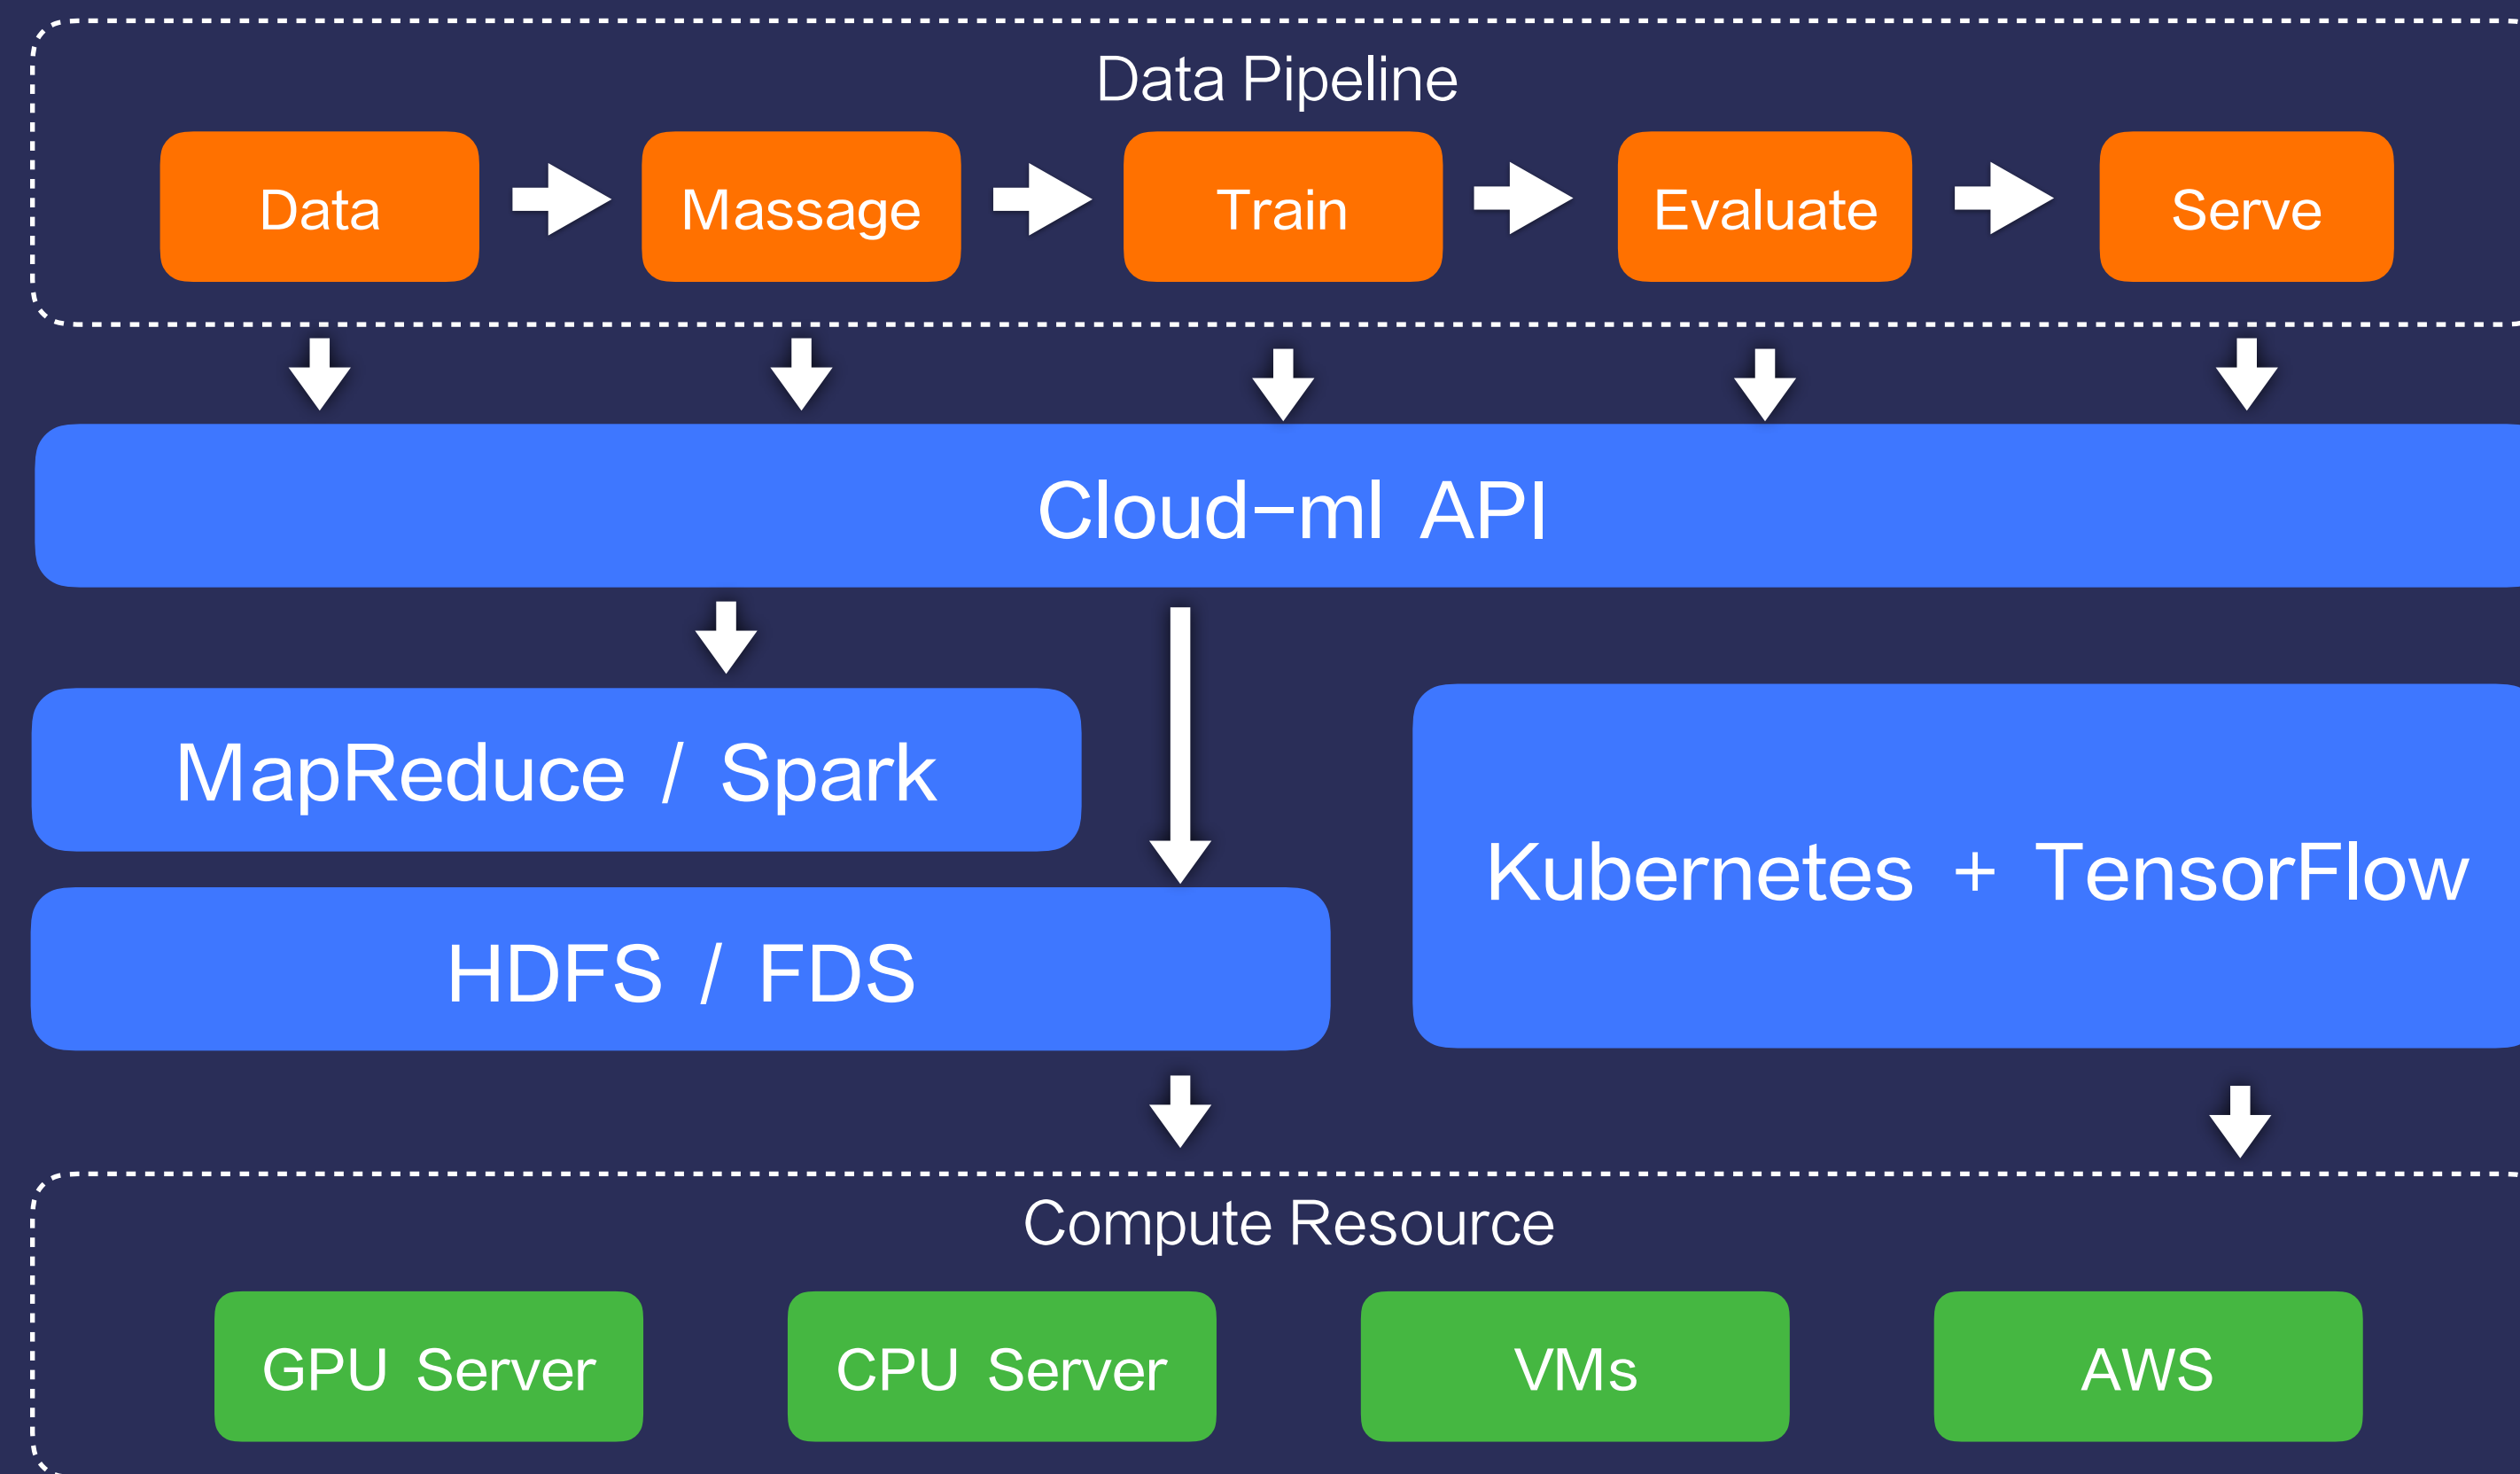 Data Pipeline
Data
Massage
Train
Evaluate
Serve
Cloud-ml API
MapReduce / Spark
Kubernetes + TensorFlow
HDFS / FDS
Compute Resource
GPU Server
CPU Server
VMs
AWS